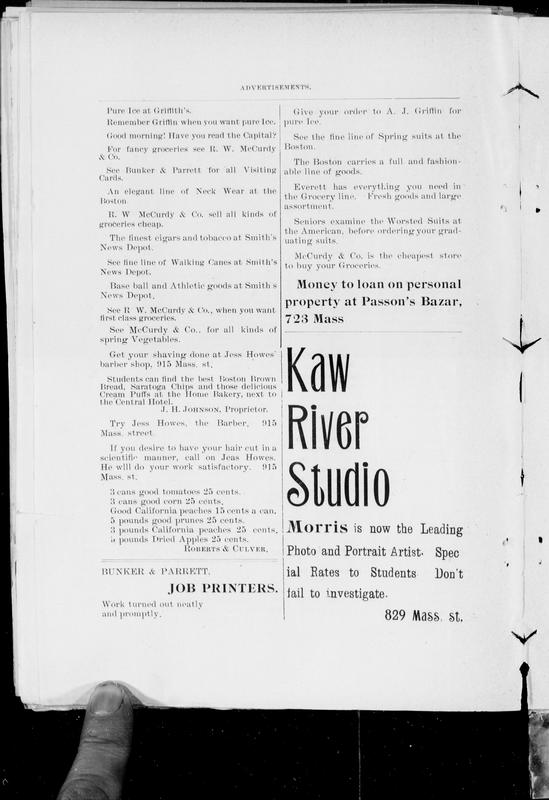 ADVERTISEMENTS.
Pure Ice at Griffith's.
Remember Griffin when you want pure Ice.
Good morning! Have you read the Capital?
For fancy groceries see R. W. McCurdy
& Co.
See Bunker & Parrett for all Visiting
Cards.
An elegant line of Neck Wear at the
Boston
R. W McCurdy & Co. sell all kinds of
groceries cheap.
The finest cigars and tobacco at Smith's
News Depot.
See fine line of Walking Canes at Smith's
News Depot.
Base ball and Athletic goods at Smith s
News Depot.
See R W. McCurdy & Co., when you want
first class groceries.
See McCurdy & Co., for all kinds of
spring Vegetables.
Get your shaving done at Jess Howes'
barber shop, 915 Mass. st.
Students can find the best Boston Brown
Bread, Saratoga Chips and those delicious
Cream Puffs at the Home Bakery, next to
the Central Hotel.
J. H. JOHNSON, Proprietor.
Try Jess Howes, the Barber, 915
Mass. street.
If you desire to have your hair cut in a
scientific manner, call on Jeas Howes.
He will do your work satisfactory. 915
Mass. st.
3 cans good tomatoes 25 cents.
3 cans good corn 25 cents.
Good California peaches 15 cents a can.
5 pounds good prunes 25 cents.
3 pounds California peaches 25 cents.
5 pounds Dried Apples 25 cents.
ROBERTS & CULVER.
BUNKER & PARRETT,
JOB PRINTERS.
Work turned out neatly
and promptly.
Give your order to A. J. Griffin for
pure Ice.
See the fine line of Spring suits at the
Boston.
The Boston carries a full and fashion-
able line of goods.
Everett has everything you need in
the Grocery line. Fresh goods and large
assortment.
Seniors examine the Worsted Suits at
the American, before ordering your grad-
uating suits.
McCurdy & Co. is the cheapest store
to buy your Groceries.
Money to loan on personal
property at Passon's Bazar,
723 Mass
Kaw
River
Studio
Morris is now the Leading
Photo and Portrait Artist. Spec
ial Rates to Students Don't
fail to investigate.
829 Mass. st.